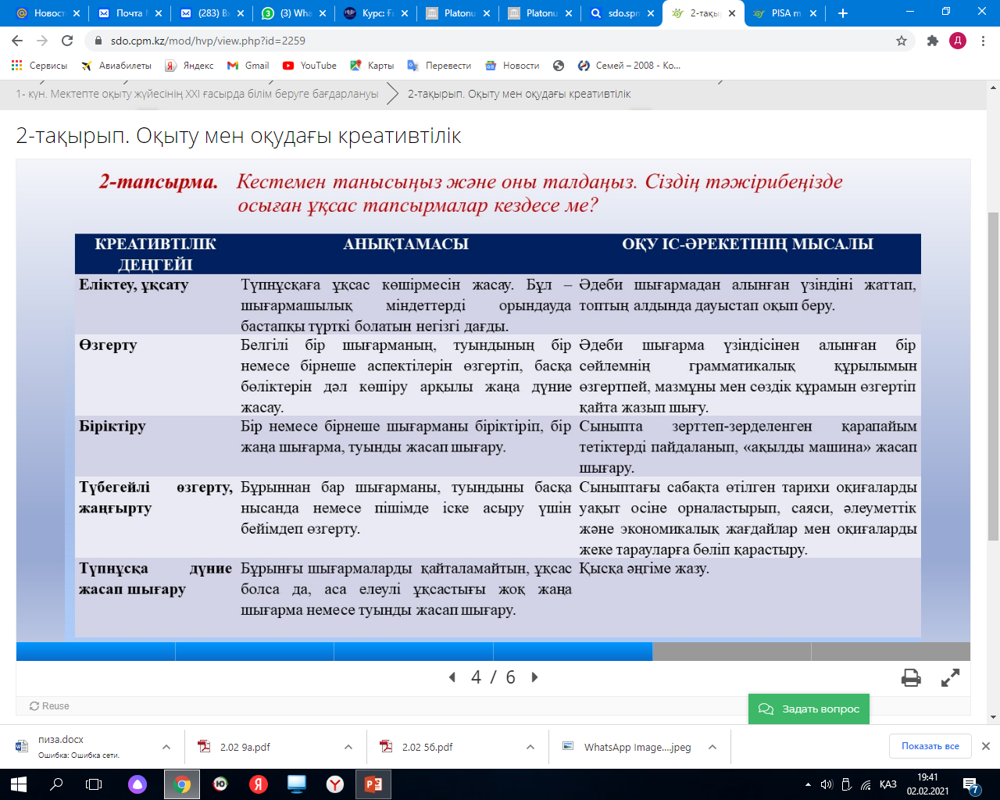 Новост
Почта
(283) Вх
(3) Wha
Курс: Ғы
Platonu
Platonu
sdo.spm
2-тақыр
PISA m
sdo.cpm.kz/mod/hvp/view.php?id=2259
Д
Сервисы
Авиабилеты
Яндекс
Gmail
YouTube
Карты
Перевести
Новости
Семей – 2008 - Ко...
1- күн. Мектепте оқыту жүйесінің XXI ғасырда білім беруге бағдарлануы
2-тақырып. Оқыту мен оқудағы креативтілік
2-тақырып. Оқыту мен оқудағы креативтілік
2-тапсырма. Кестемен танысыңыз және оны талдаңыз. Сіздің тәжірибеңізде
осыған ұқсас тапсырмалар кездесе ме?
КРЕАТИВТІЛІК
ДЕҢГЕЙІ
АНЫҚТАМАСЫ
ОҚУ ІС-ӘРЕКЕТІНІҢ МЫСАЛЫ
Еліктеу, ұқсату
Түпнұсқаға ұқсас көшірмесін жасау. Бұл –
шығармашылық міндеттерді орындауда
бастапқы түрткі болатын негізгі дағды.
Әдеби шығармадан алынған үзіндіні жаттап,
топтың алдында дауыстап оқып беру.
Өзгерту
Белгілі бір шығарманың, туындының бір
немесе бірнеше аспектілерін өзгертіп, басқа
бөліктерін дәл көшіру арқылы жаңа дүние
жасау.
Әдеби шығарма үзіндісінен алынған бір
сөйлемнің грамматикалық құрылымын
өзгертпей, мазмұны мен сөздік құрамын өзгертіп
қайта жазып шығу.
Біріктіру
Бір немесе бірнеше шығарманы біріктіріп, бір
жаңа шығарма, туынды жасап шығару.
Сыныпта зерттеп-зерделенген қарапайым
тетіктерді пайдаланып, «ақылды машина» жасап
шығару.
Түбегейлі өзгерту,
жаңғырту
Бұрыннан бар шығарманы, туындыны басқа
нысанда немесе пішімде іске асыру үшін
бейімдеп өзгерту.
Сыныптағы сабақта өтілген тарихи оқиғаларды
уақыт осіне орналастырып, саяси, әлеуметтік
және экономикалық жағдайлар мен оқиғаларды
жеке тарауларға бөліп қарастыру.
Түпнұсқа дүние
жасап шығару
Бұрынғы шығармаларды қайталамайтын, ұқсас
болса да, аса елеулі ұқсастығы жоқ жаңа
шығарма немесе туынды жасап шығару.
Қысқа әңгіме жазу.
4 / 6
Reuse
Задать вопрос
пиза.docx
Ошибка: Ошибка сети.
2.02 9а.pdf
2.02 5б.pdf
WhatsApp Image....jpeg
Показать все
ҚАЗ
19:41
02.02.2021
7